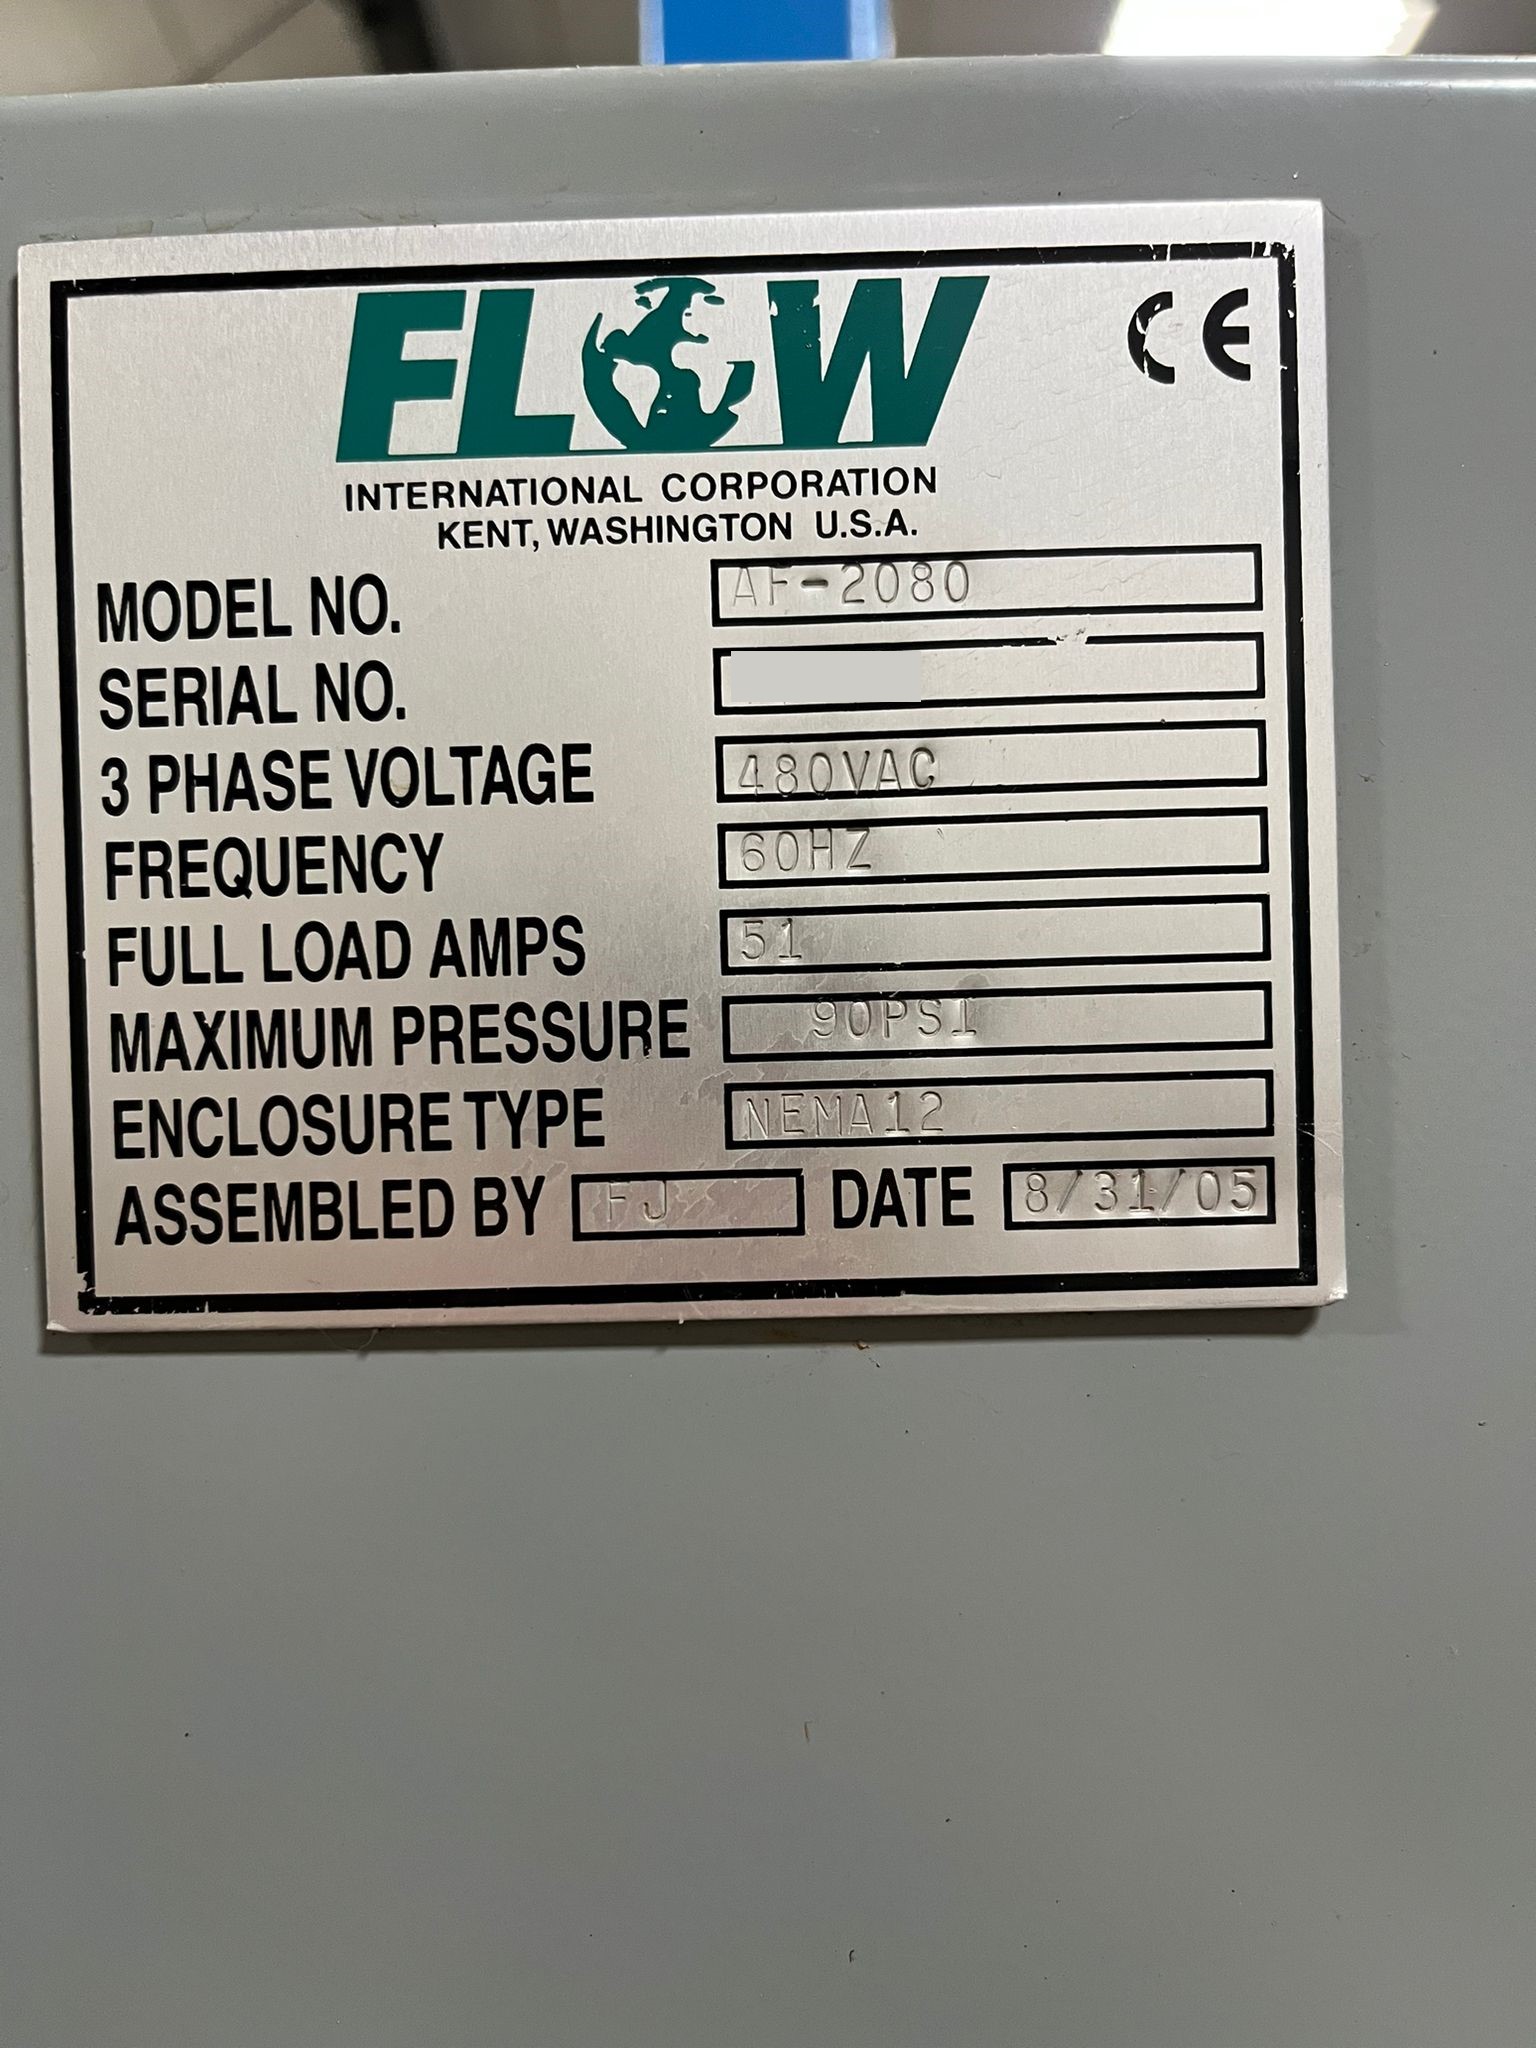 FLOW
CE
INTERNATIONAL CORPORATION
KENT, WASHINGTON U.S.A.
MODEL NO. AF-2080
SERIAL NO.
3 PHASE VOLTAGE 480VAC
FREQUENCY 60HZ
FULL LOAD AMPS 51
MAXIMUM PRESSURE 90PSI
ENCLOSURE TYPE NEMA12
ASSEMBLED BY FJ DATE 8/31/05